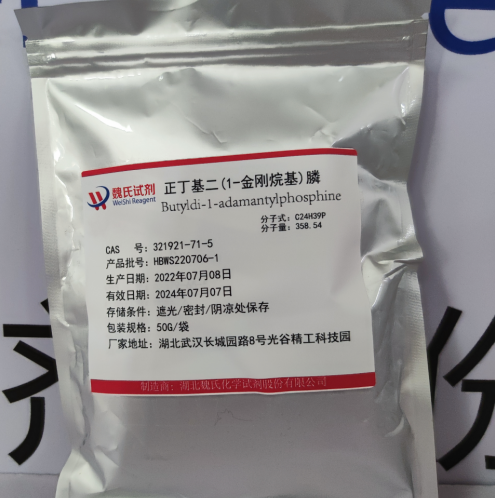 魏氏试剂
WeiShi Reagent
正丁基二(1-金刚烷基)膦
Butyldi-1-adamantylphosphine
分子式: C24H39P
分子量: 358.54
CAS 号: 321921-71-5
产品批号: HBWS220706-1
生产日期: 2022年07月08日
有效日期: 2024年07月07日
存储条件: 遮光/密封/阴凉处保存
包装规格: 50G/袋
厂家地址: 湖北武汉长城园路8号光谷精工科技园
制造商: 湖北魏氏化学试剂股份有限公司